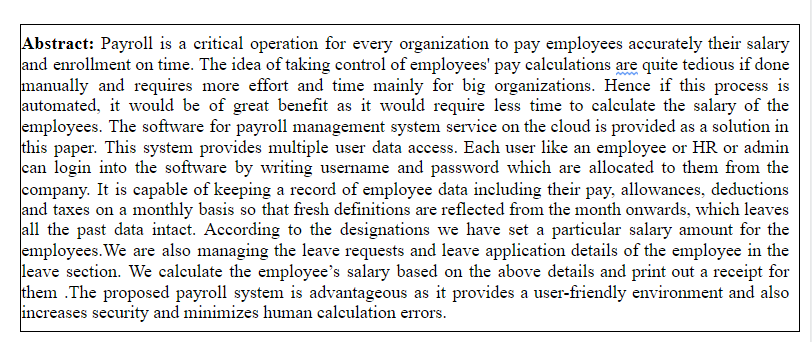 Abstract: Payroll is a critical operation for every organization to pay employees accurately their salary
and enrollment on time. The idea of taking control of employees' pay calculations are quite tedious if done
manually and requires more effort and time mainly for big organizations. Hence if this process is
automated, it would be of great benefit as it would require less time to calculate the salary of the
employees. The software for payroll management system service on the cloud is provided as a solution in
this paper. This system provides multiple user data access. Each user like an employee or HR or admin
can login into the software by writing username and password which are allocated to them from the
company. It is capable of keeping a record of employee data including their pay, allowances, deductions
and taxes on a monthly basis so that fresh definitions are reflected from the month onwards, which leaves
all the past data intact. According to the designations we have set a particular salary amount for the
employees.We are also managing the leave requests and leave application details of the employee in the
leave section. We calculate the employee’s salary based on the above details and print out a receipt for
them .The proposed payroll system is advantageous as it provides a user-friendly environment and also
increases security and minimizes human calculation errors.